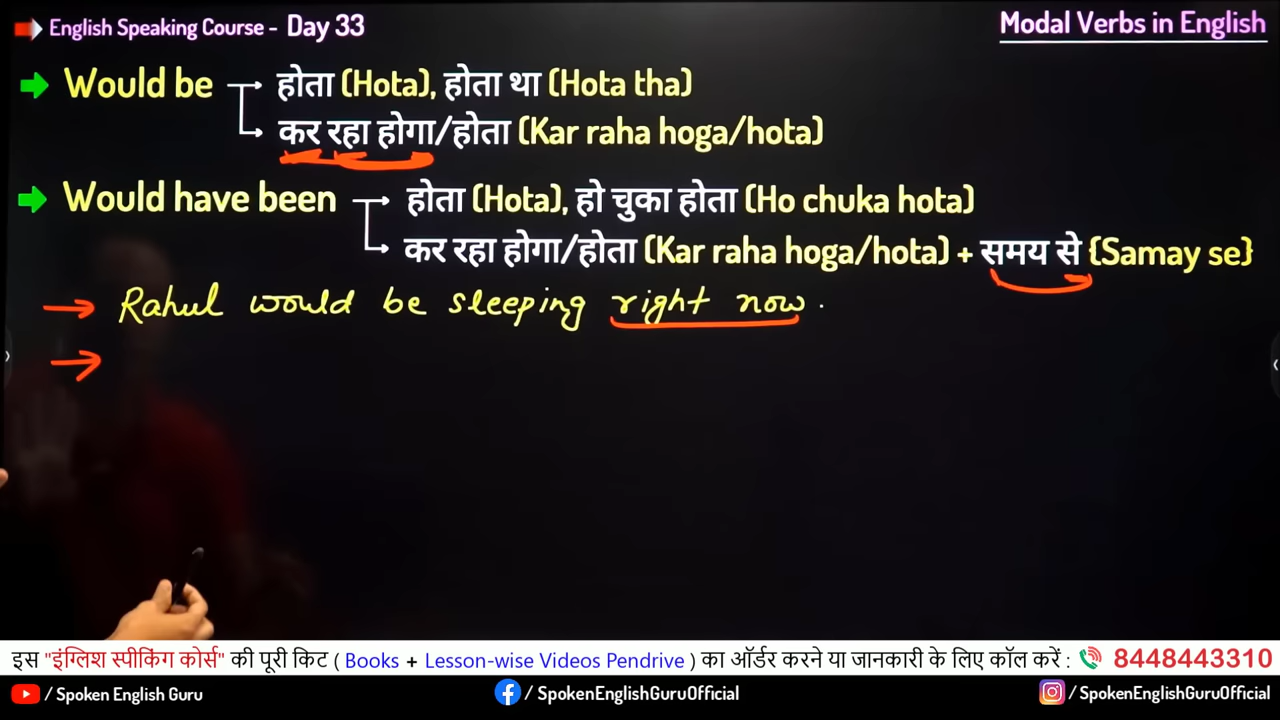 English Speaking Course - Day 33
Modal Verbs in English
Would be → होता (Hota), होता था (Hota tha)
कर रहा होगा/होता (Kar raha hoga/hota)
Would have been → होता (Hota), हो चुका होता (Ho chuka hota)
कर रहा होगा/होता (Kar raha hoga/hota) + समय से {Samay se}
→ Rahul would be sleeping right now.
→
इस "इंग्लिश स्पीकिंग कोर्स" की पूरी किट ( Books + Lesson-wise Videos Pendrive ) का ऑर्डर करने या जानकारी के लिए कॉल करें : 8448443310
/ Spoken English Guru
/ SpokenEnglishGuruOfficial
/ SpokenEnglishGuruOfficial